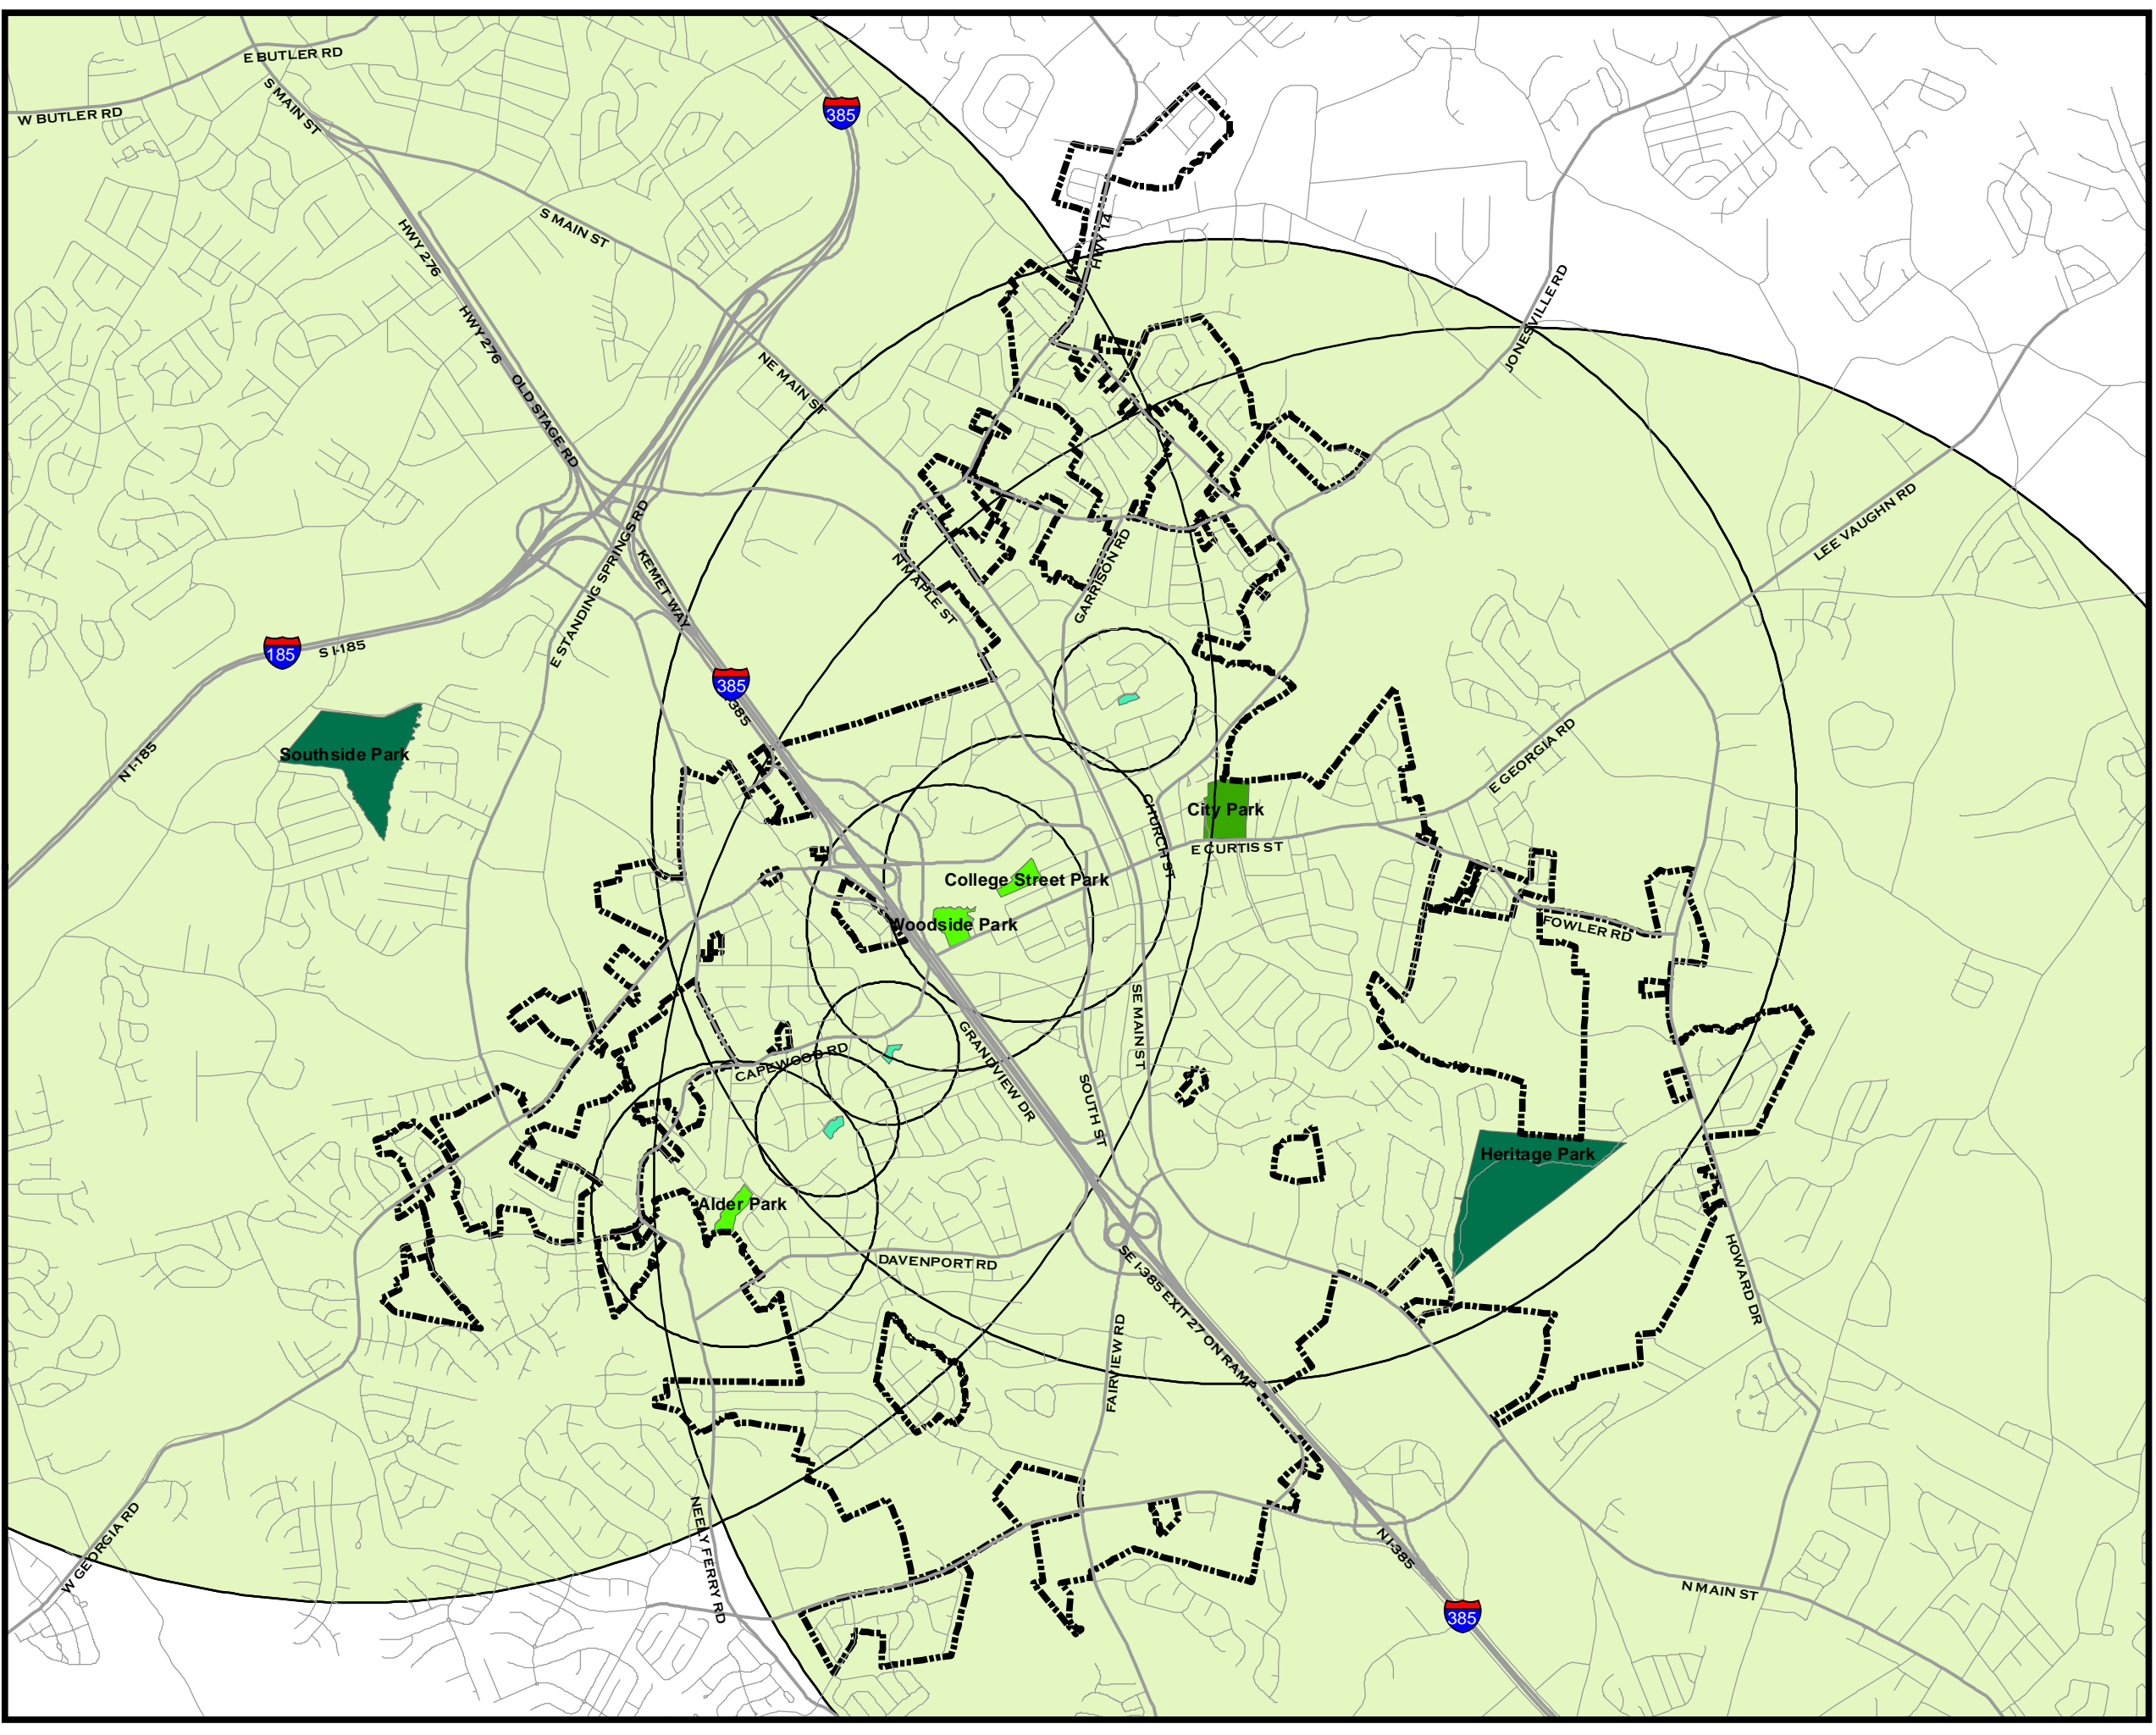 E BUTLER RD
W BUTLER RD
S MAIN ST
385
HWY 276
S MAIN ST
HWY 14
HWY 276
JONESVILLE RD
NE MAIN ST
OLD STAGE RD
LEE VAUGHN RD
E STANDING SPRINGS RD
KEMET WAY
N MAPLE ST
GARRISON RD
185
S I-185
385
I-385
N I-185
Southside Park
E GEORGIA RD
City Park
CHURCH ST
E CURTIS ST
College Street Park
Woodside Park
FOWLER RD
SE MAIN ST
GRANDVIEW DR
CAPEWOOD RD
SOUTH ST
Heritage Park
Alder Park
DAVENPORT RD
SE I-385 EXIT 27 ON RAMP
HOWARD DR
FAIRVIEW RD
W GEORGIA RD
NEELY FERRY RD
N I-385
N MAIN ST
385